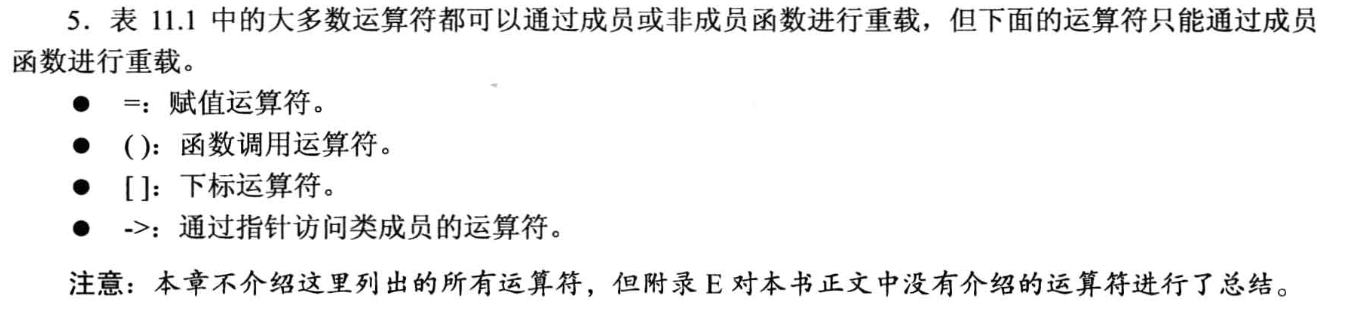 5．表 11.1 中的大多数运算符都可以通过成员或非成员函数进行重载，但下面的运算符只能通过成员
函数进行重载。
● =：赋值运算符。
● ( )：函数调用运算符。
● [ ]：下标运算符。
● ->：通过指针访问类成员的运算符。
注意：本章不介绍这里列出的所有运算符，但附录 E 对本书正文中没有介绍的运算符进行了总结。